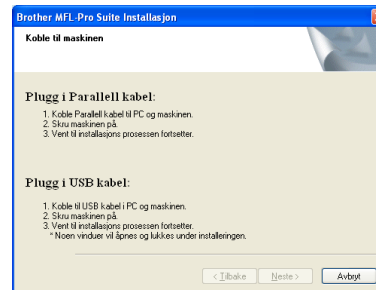 Brother MFL-Pro Suite Installasjon
Koble til maskinen
Plugg i Parallell kabel:
1. Koble Parallell kabel til PC og maskinen.
2. Skru maskinen på.
3. Vent til installasjons prosessen fortsetter.
Plugg i USB kabel:
1. Koble til USB kabel i PC og maskinen.
2. Skru maskinen på.
3. Vent til installasjons prosessen fortsetter.
* Noen vinduer vil åpnes og lukkes under installeringen.
< Tilbake Neste > Avbryt